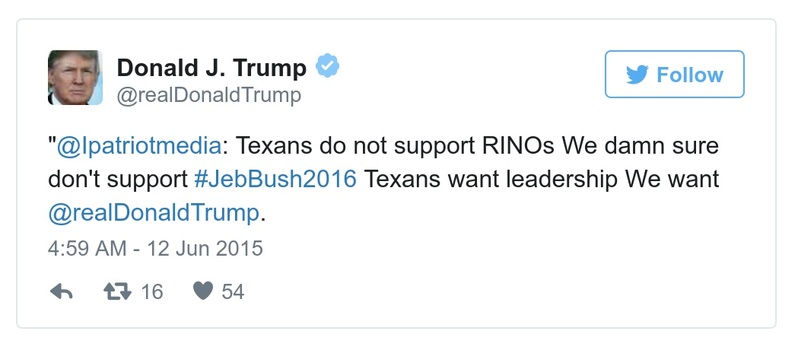 Donald J. Trump
@realDonaldTrump
Follow
"@Ipatriotmedia: Texans do not support RINOs We damn sure
don't support #JebBush2016 Texans want leadership We want
@realDonaldTrump.
4:59 AM - 12 Jun 2015
16 54